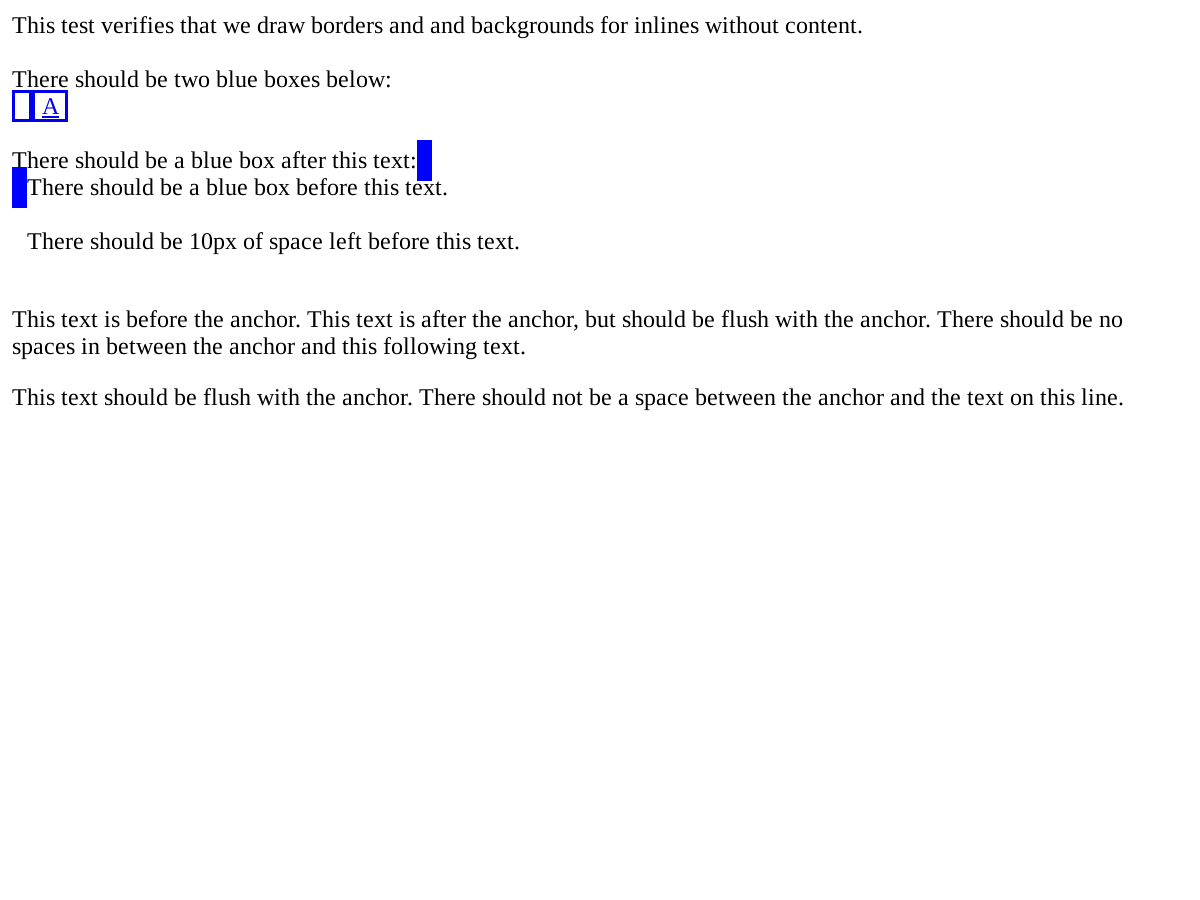 This test verifies that we draw borders and and backgrounds for inlines without content.
There should be two blue boxes below:
A
There should be a blue box after this text:
There should be a blue box before this text.
There should be 10px of space left before this text.
This text is before the anchor. This text is after the anchor, but should be flush with the anchor. There should be no
spaces in between the anchor and this following text.
This text should be flush with the anchor. There should not be a space between the anchor and the text on this line.